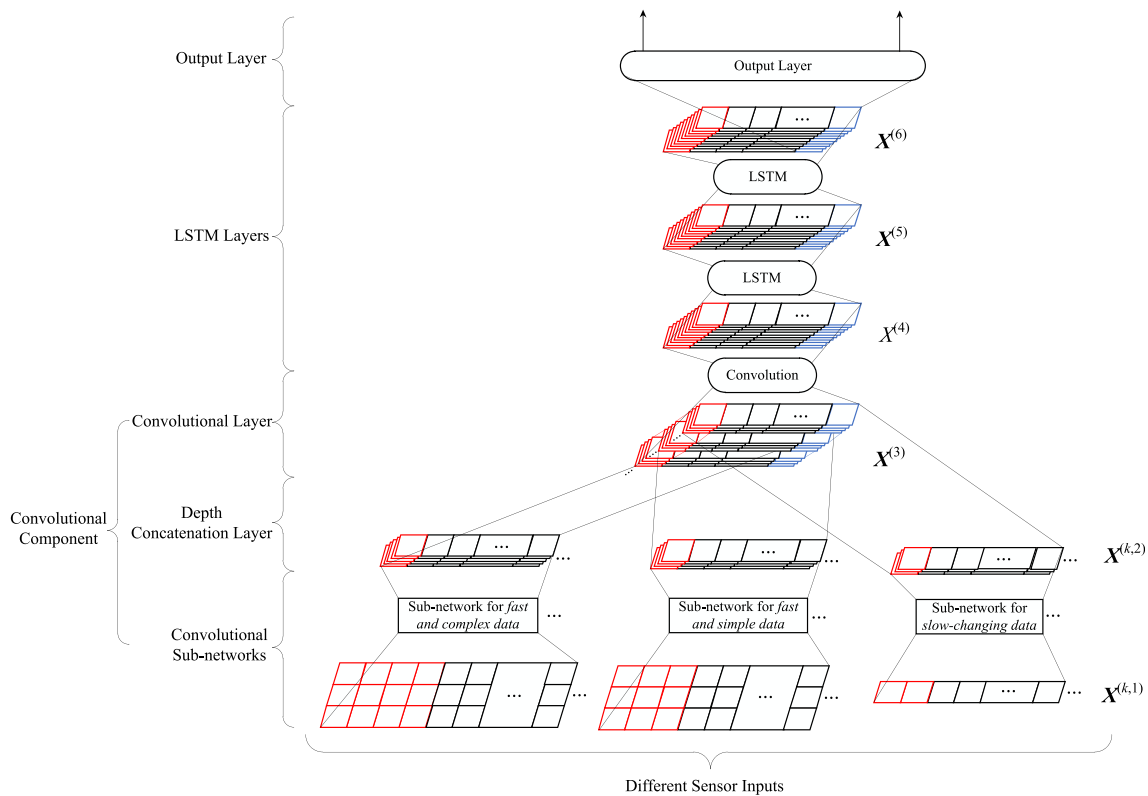 Output Layer
Output Layer
...
X(6)
LSTM
...
LSTM Layers
X(5)
LSTM
...
X(4)
Convolution
Convolutional Layer
...
X(3)
Convolutional
Component
Depth
Concatenation Layer
... ...
... ...
... ...
X(k,2)
Sub-network for fast
and complex data
...
Sub-network for fast
and simple data
...
Sub-network for
slow-changing data
...
Convolutional
Sub-networks
... ...
... ...
... ...
X(k,1)
Different Sensor Inputs